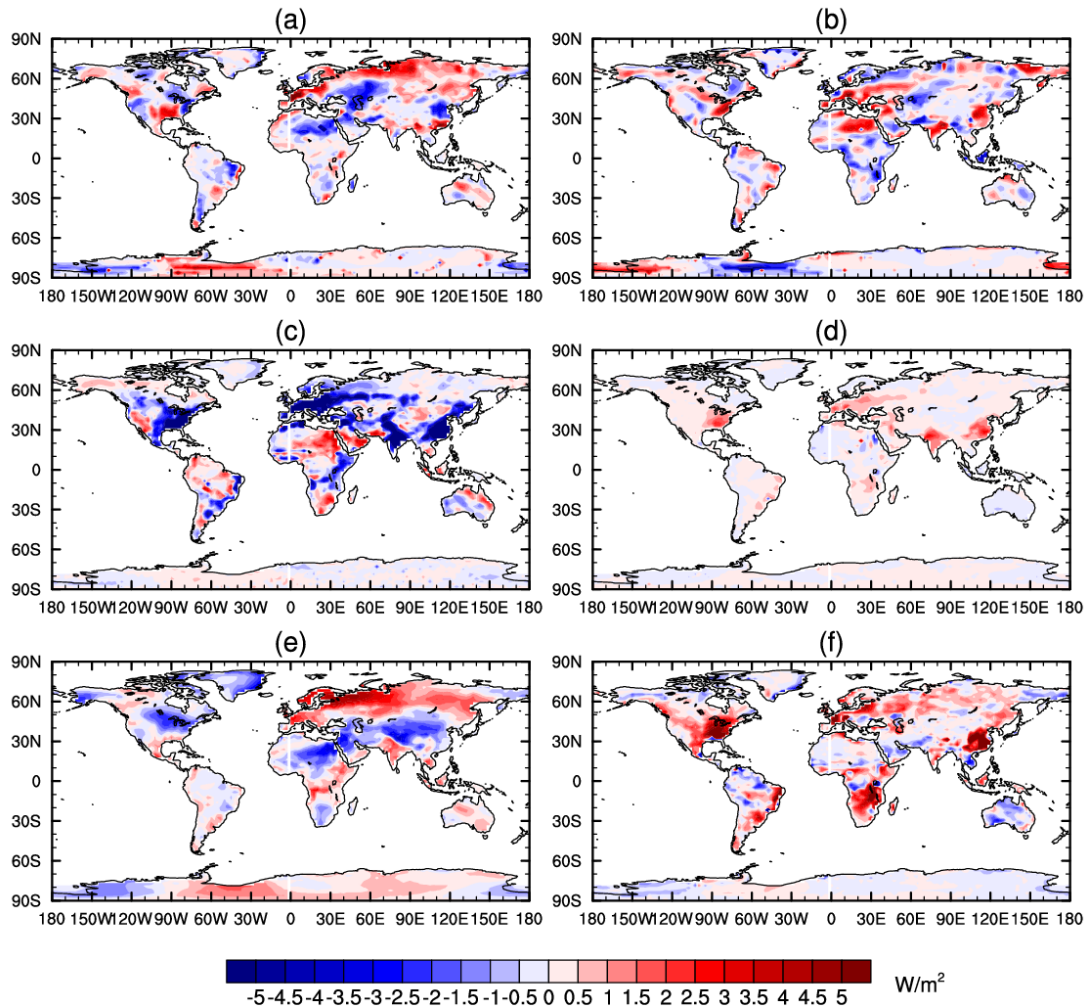 (a) (b)
90N 90N
60N 60N
30N 30N
0 0
30S 30S
60S 60S
90S 90S
180 150W120W 90W 60W 30W 0 30E 60E 90E 120E 150E 180 180 150W120W 90W 60W 30W 0 30E 60E 90E 120E 150E 180
(c) (d)
90N 90N
60N 60N
30N 30N
0 0
30S 30S
60S 60S
90S 90S
180 150W120W 90W 60W 30W 0 30E 60E 90E 120E 150E 180 180 150W120W 90W 60W 30W 0 30E 60E 90E 120E 150E 180
(e) (f)
90N 90N
60N 60N
30N 30N
0 0
30S 30S
60S 60S
90S 90S
180 150W120W 90W 60W 30W 0 30E 60E 90E 120E 150E 180 180 150W120W 90W 60W 30W 0 30E 60E 90E 120E 150E 180
-5 -4.5 -4 -3.5 -3 -2.5 -2 -1.5 -1 -0.5 0 0.5 1 1.5 2 2.5 3 3.5 4 4.5 5 W/m²